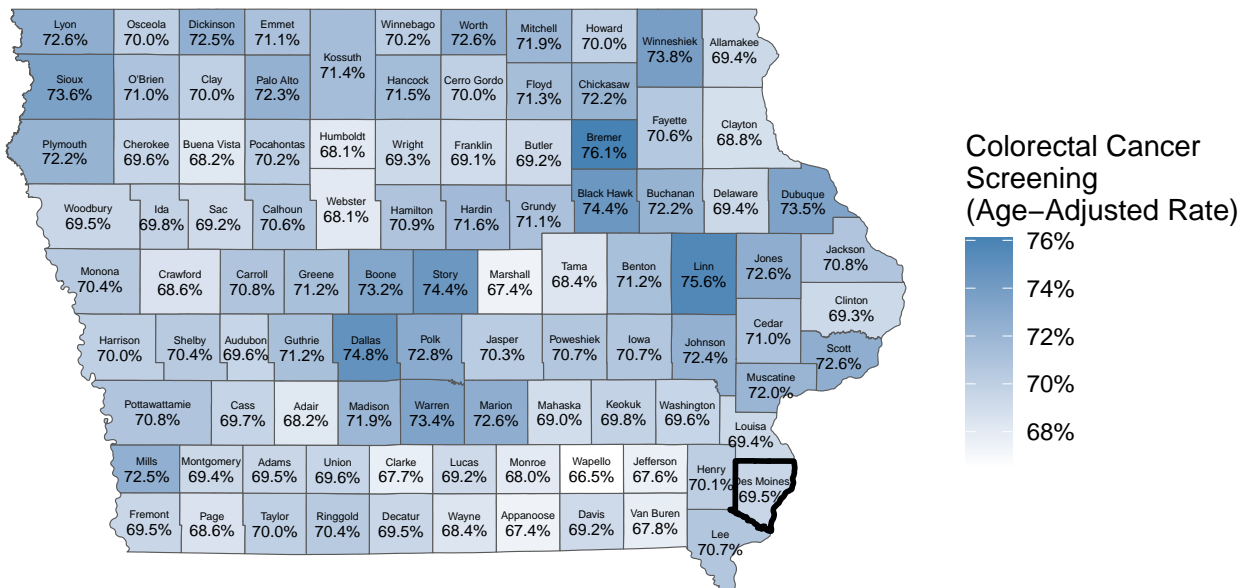 Lyon
72.6%
Osceola
70.0%
Dickinson
72.5%
Emmet
71.1%
Kossuth
71.4%
Winnebago
70.2%
Worth
72.6%
Mitchell
71.9%
Howard
70.0%
Winneshiek
73.8%
Allamakee
69.4%
Sioux
73.6%
O'Brien
71.0%
Clay
70.0%
Palo Alto
72.3%
Hancock
71.5%
Cerro Gordo
70.0%
Floyd
71.3%
Chickasaw
72.2%
Fayette
70.6%
Clayton
68.8%
Plymouth
72.2%
Cherokee
69.6%
Buena Vista
68.2%
Pocahontas
70.2%
Humboldt
68.1%
Wright
69.3%
Franklin
69.1%
Butler
69.2%
Bremer
76.1%
Woodbury
69.5%
Ida
69.8%
Sac
69.2%
Calhoun
70.6%
Webster
68.1%
Hamilton
70.9%
Hardin
71.6%
Grundy
71.1%
Black Hawk
74.4%
Buchanan
72.2%
Delaware
69.4%
Dubuque
73.5%
Monona
70.4%
Crawford
68.6%
Carroll
70.8%
Greene
71.2%
Boone
73.2%
Story
74.4%
Marshall
67.4%
Tama
68.4%
Benton
71.2%
Linn
75.6%
Jones
72.6%
Jackson
70.8%
Clinton
69.3%
Harrison
70.0%
Shelby
70.4%
Audubon
69.6%
Guthrie
71.2%
Dallas
74.8%
Polk
72.8%
Jasper
70.3%
Poweshiek
70.7%
Iowa
70.7%
Johnson
72.4%
Cedar
71.0%
Scott
72.6%
Muscatine
72.0%
Pottawattamie
70.8%
Cass
69.7%
Adair
68.2%
Madison
71.9%
Warren
73.4%
Marion
72.6%
Mahaska
69.0%
Keokuk
69.8%
Washington
69.6%
Louisa
69.4%
Mills
72.5%
Montgomery
69.4%
Adams
69.5%
Union
69.6%
Clarke
67.7%
Lucas
69.2%
Monroe
68.0%
Wapello
66.5%
Jefferson
67.6%
Henry
70.1%
Des Moines
69.5%
Fremont
69.5%
Page
68.6%
Taylor
70.0%
Ringgold
70.4%
Decatur
69.5%
Wayne
68.4%
Appanoose
67.4%
Davis
69.2%
Van Buren
67.8%
Lee
70.7%
Colorectal Cancer
Screening
(Age−Adjusted Rate)
76%
74%
72%
70%
68%